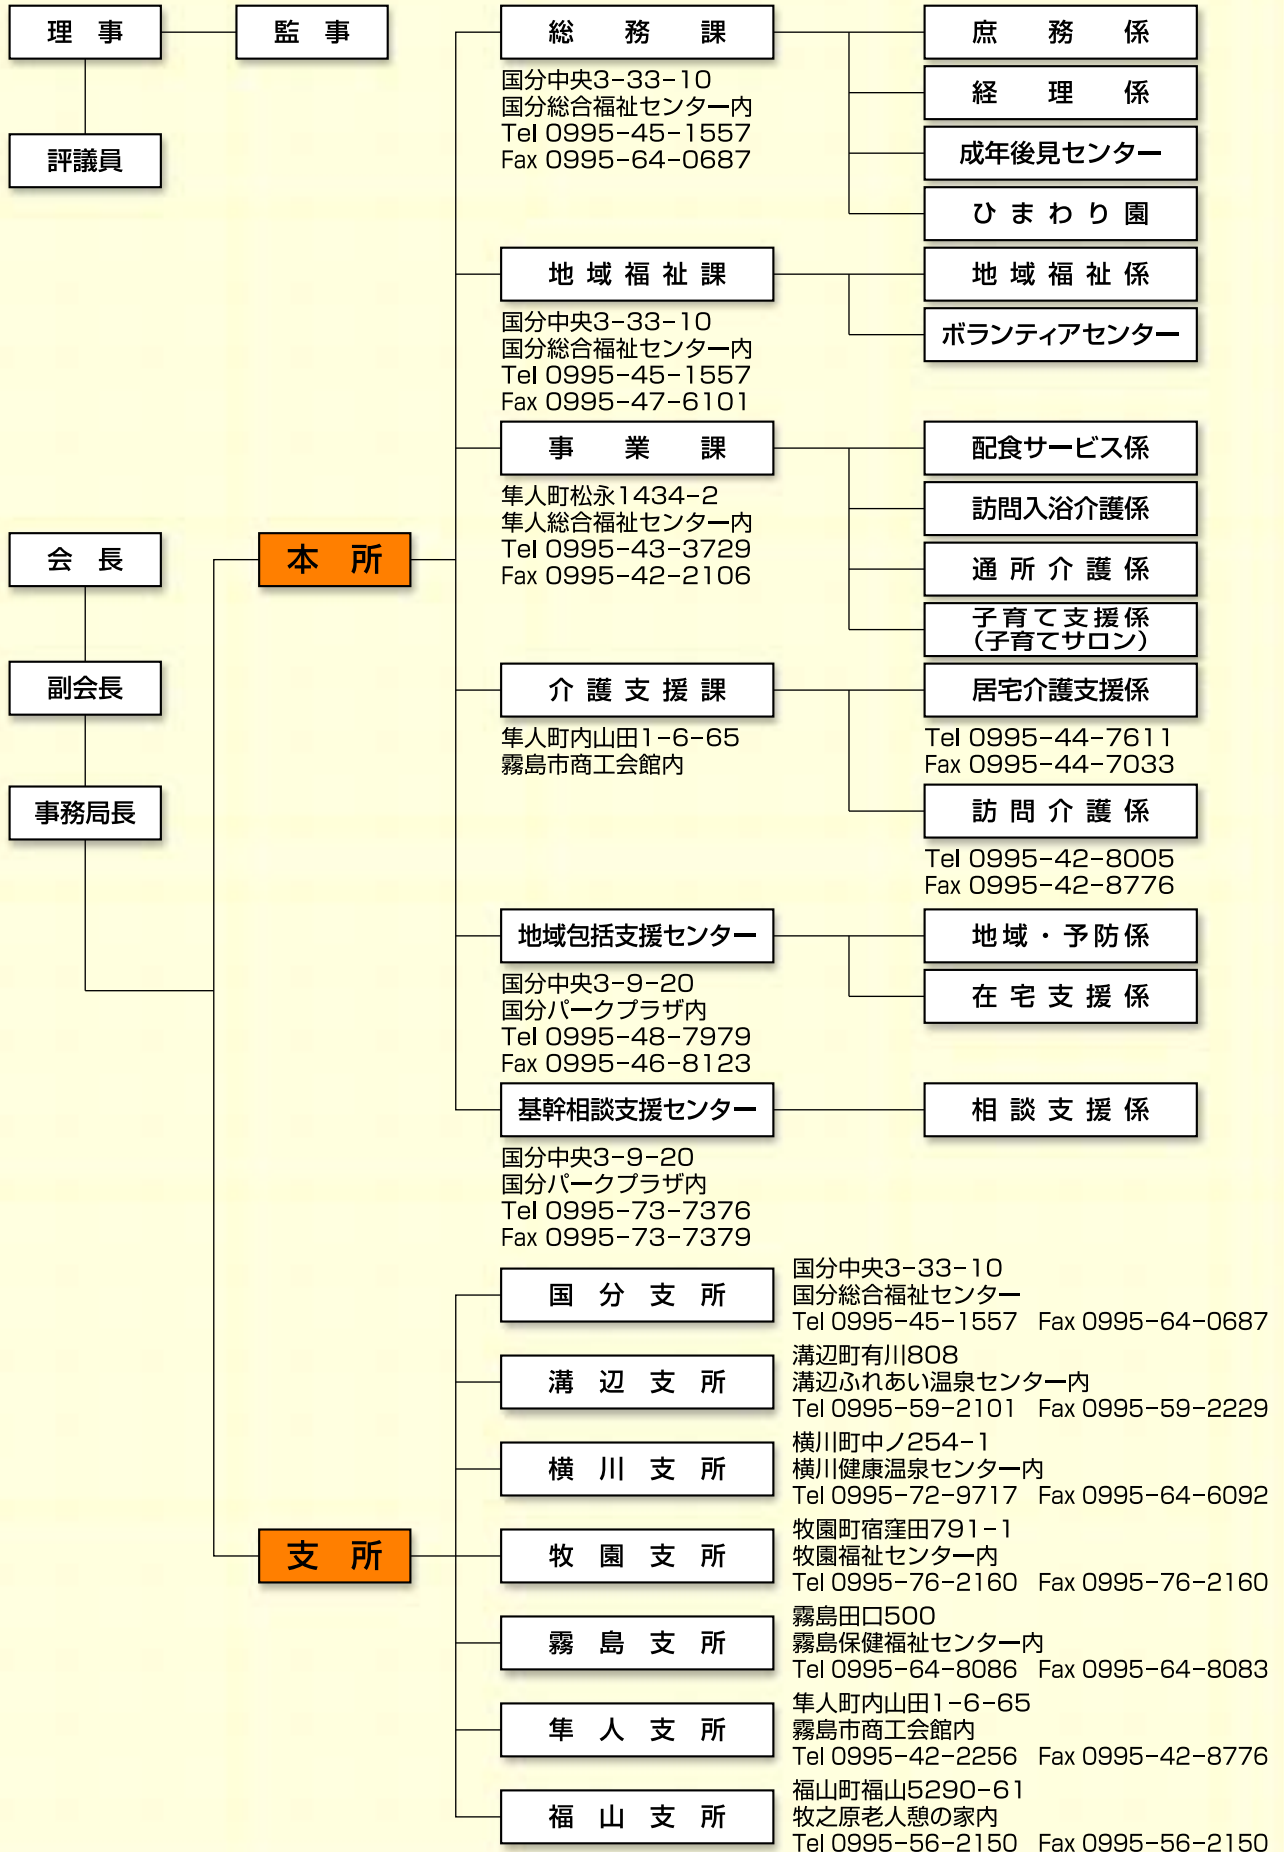 理事
監事
評議員
会長
副会長
事務局長
本所
総務課
国分中央3-33-10
国分総合福祉センター内
Tel 0995-45-1557
Fax 0995-64-0687
庶務係
経理係
成年後見センター
ひまわり園
地域福祉課
国分中央3-33-10
国分総合福祉センター内
Tel 0995-45-1557
Fax 0995-47-6101
地域福祉係
ボランティアセンター
事業課
隼人町松永1434-2
隼人総合福祉センター内
Tel 0995-43-3729
Fax 0995-42-2106
配食サービス係
訪問入浴介護係
通所介護係
子育て支援係
(子育てサロン)
介護支援課
隼人町内山田1-6-65
霧島市商工会館内
居宅介護支援係
Tel 0995-44-7611
Fax 0995-44-7033
訪問介護係
Tel 0995-42-8005
Fax 0995-42-8776
地域包括支援センター
国分中央3-9-20
国分パークプラザ内
Tel 0995-48-7979
Fax 0995-46-8123
地域・予防係
在宅支援係
基幹相談支援センター
国分中央3-9-20
国分パークプラザ内
Tel 0995-73-7376
Fax 0995-73-7379
相談支援係
支所
国分支所
国分中央3-33-10
国分総合福祉センター
Tel 0995-45-1557 Fax 0995-64-0687
溝辺支所
溝辺町有川808
溝辺ふれあい温泉センター内
Tel 0995-59-2101 Fax 0995-59-2229
横川支所
横川町中ノ254-1
横川健康温泉センター内
Tel 0995-72-9717 Fax 0995-64-6092
牧園支所
牧園町宿窪田791-1
牧園福祉センター内
Tel 0995-76-2160 Fax 0995-76-2160
霧島支所
霧島田口500
霧島保健福祉センター内
Tel 0995-64-8086 Fax 0995-64-8083
隼人支所
隼人町内山田1-6-65
霧島市商工会館内
Tel 0995-42-2256 Fax 0995-42-8776
福山支所
福山町福山5290-61
牧之原老人憩の家内
Tel 0995-56-2150 Fax 0995-56-2150